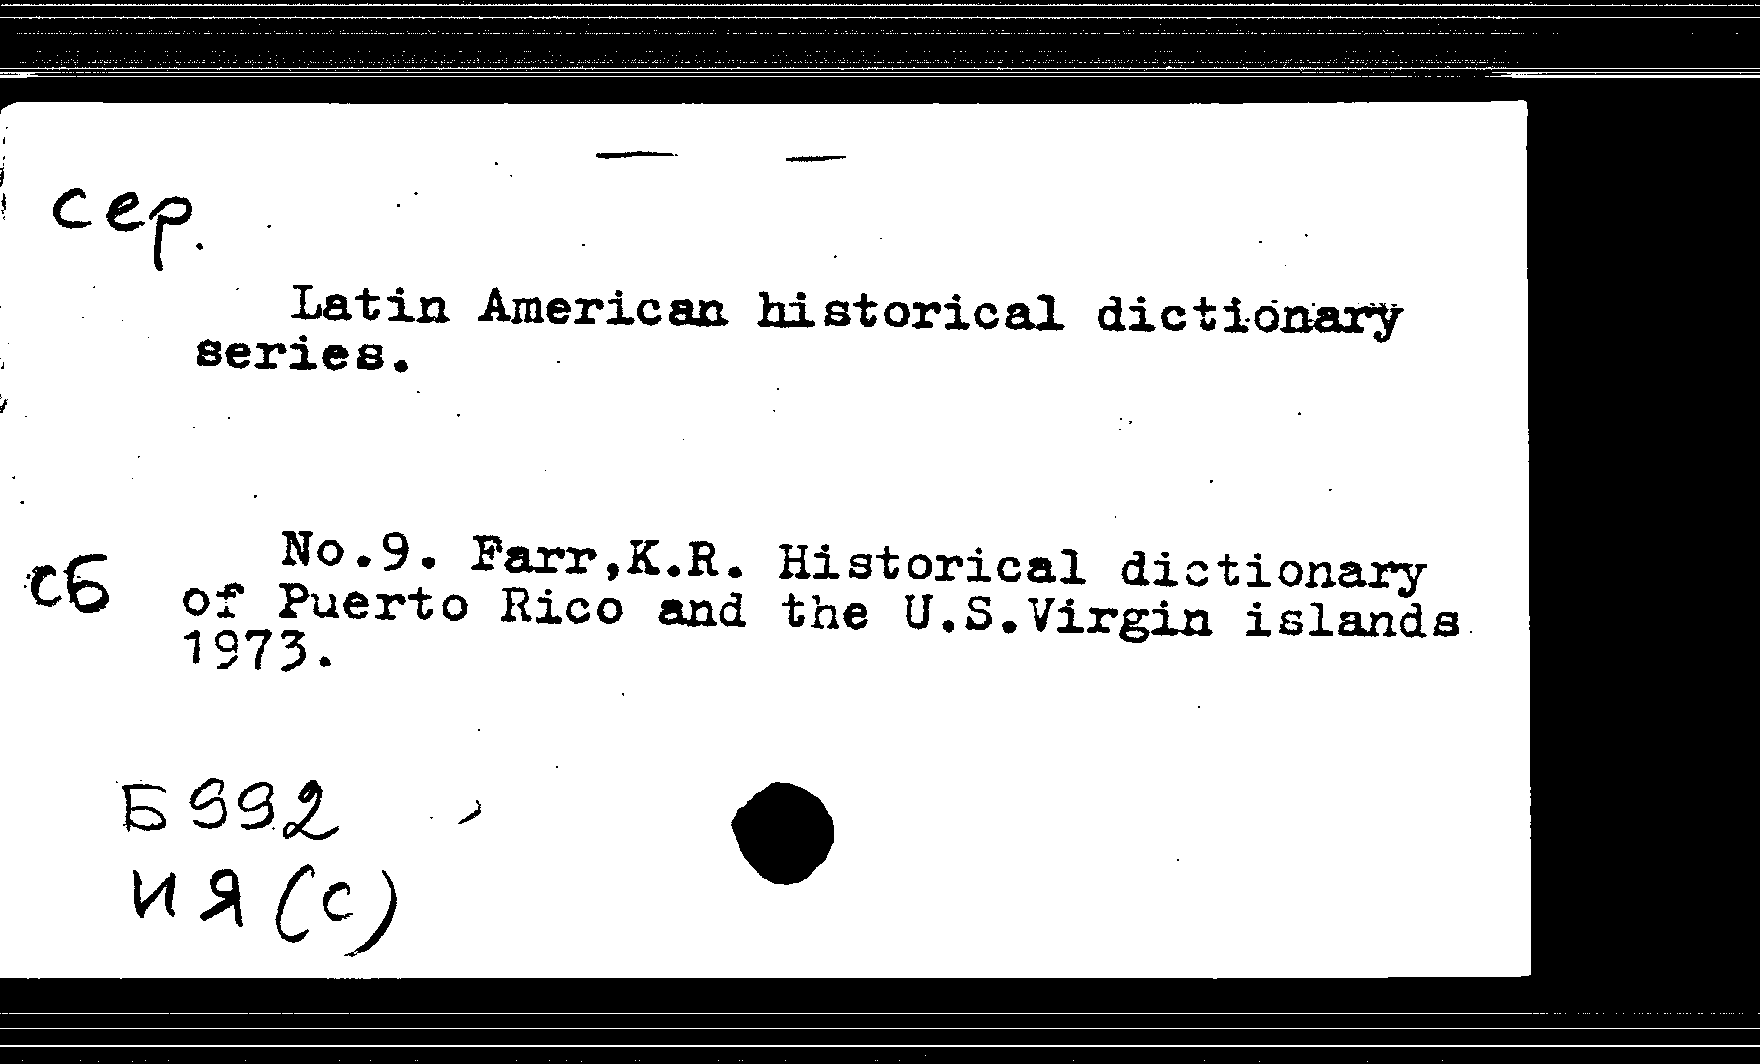 сер.
Latin American historical dictionary
series.
No.9. Farr,K.R. Historical dictionary
сб of Puerto Rico and the U.S.Virgin islands
1973.
Б992
ИЯ(с)